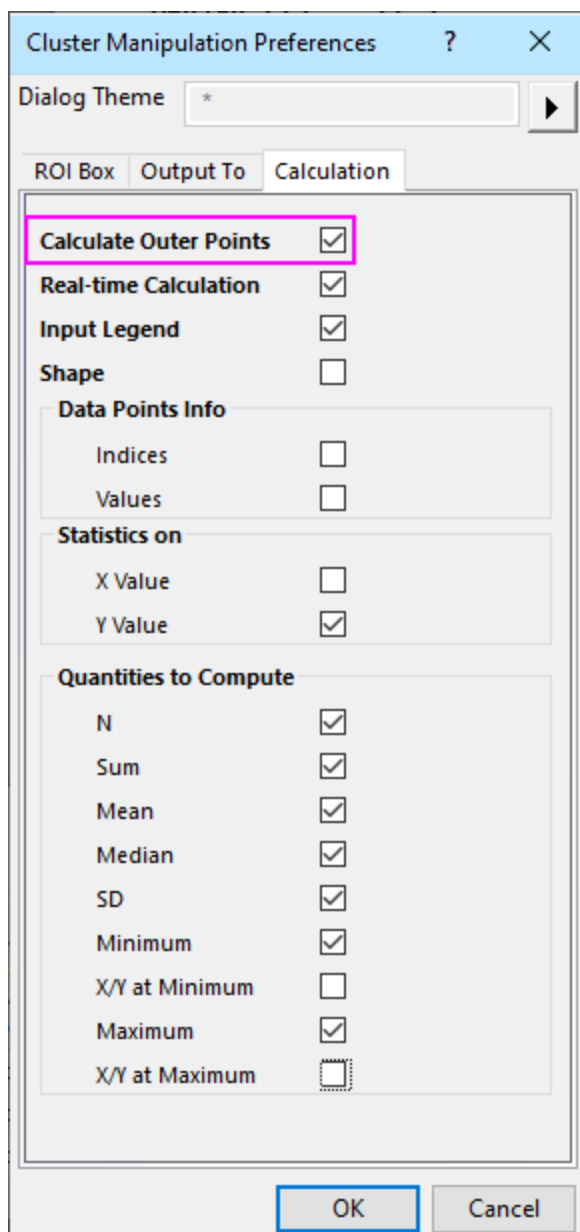 Cluster Manipulation Preferences ?
Dialog Theme *
ROI Box Output To Calculation
Calculate Outer Points
Real-time Calculation
Input Legend
Shape
Data Points Info
Indices
Values
Statistics on
X Value
Y Value
Quantities to Compute
N
Sum
Mean
Median
SD
Minimum
X/Y at Minimum
Maximum
X/Y at Maximum
OK Cancel